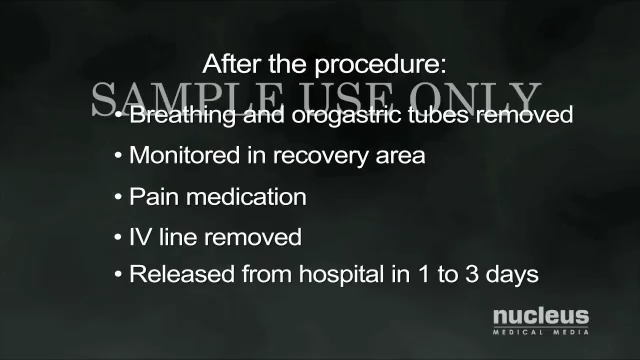 After the procedure:
SAMPLE USE ONLY
• Breathing and orogastric tubes removed
• Monitored in recovery area
• Pain medication
• IV line removed
• Released from hospital in 1 to 3 days
nucleus
MEDICAL MEDIA